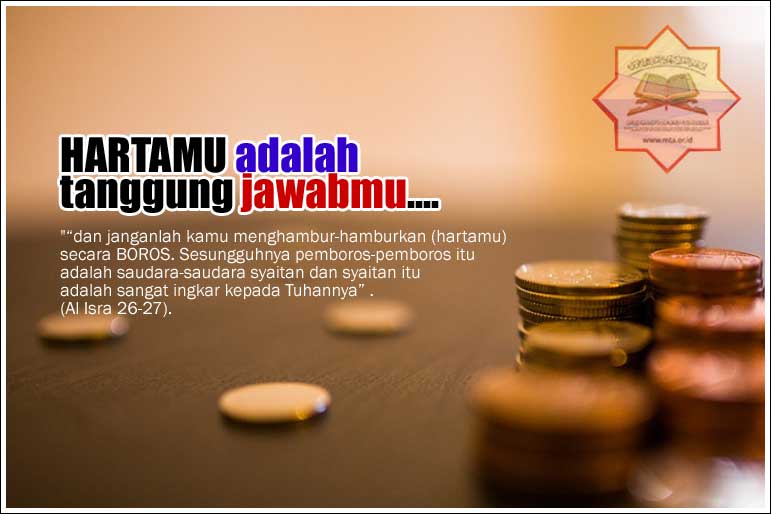 HARTAMU adalah
tanggung jawabmu....
"“dan janganlah kamu menghambur-hamburkan (hartamu)
secara BOROS. Sesungguhnya pemboros-pemboros itu
adalah saudara-saudara syaitan dan syaitan itu
adalah sangat ingkar kepada Tuhannya” .
(Al Isra 26-27).
www.mta.or.id